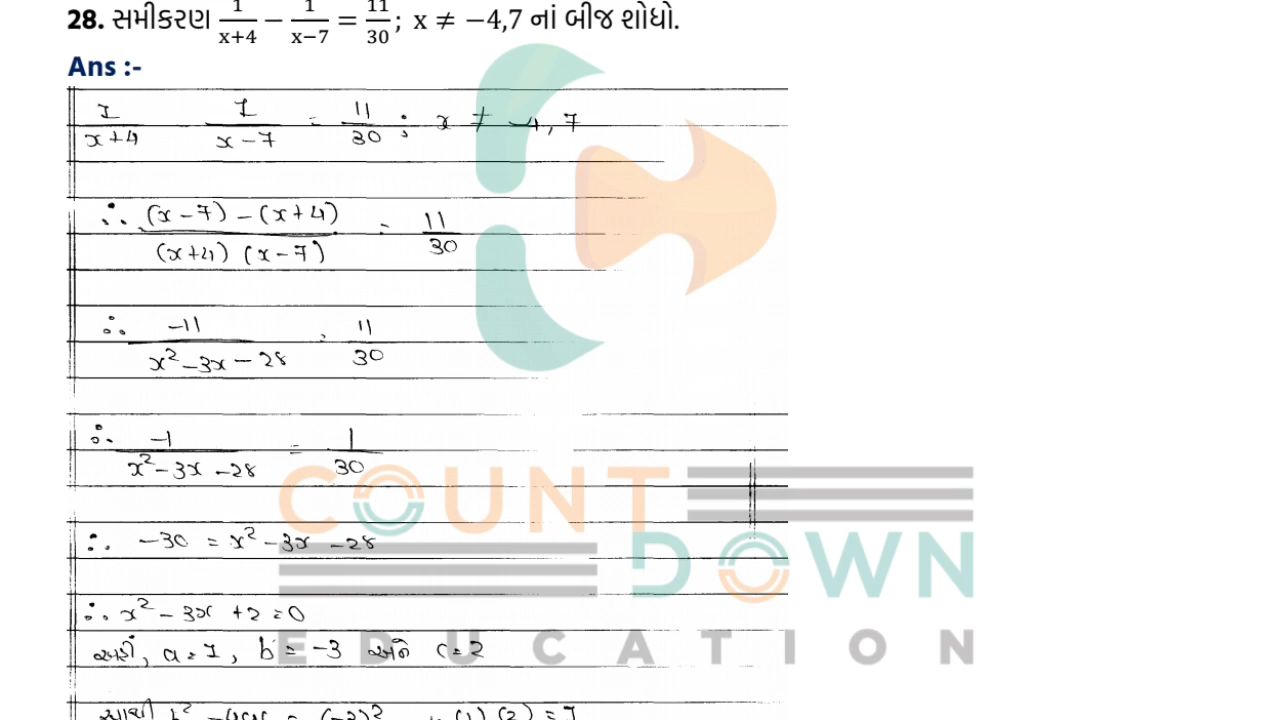 28. સમીકરણ 1/(x+4) − 1/(x−7) = 11/30 ; x ≠ −4,7 નાં બીજ શોધો.
Ans :-
1/(x+4) 1/(x-7) = 11/30 ; x ≠ -4, 7
∴ ((x-7) - (x+4))/((x+4) (x-7)) = 11/30
∴ -11/(x² - 3x - 28) = 11/30
∴ -1/(x² - 3x - 28) = 1/30
∴ -30 = x² - 3x - 28
∴ x² - 3x + 2 = 0
COUNT
DOWN
EDUCATION
અહીં, a = 1, b = -3 અને c = 2